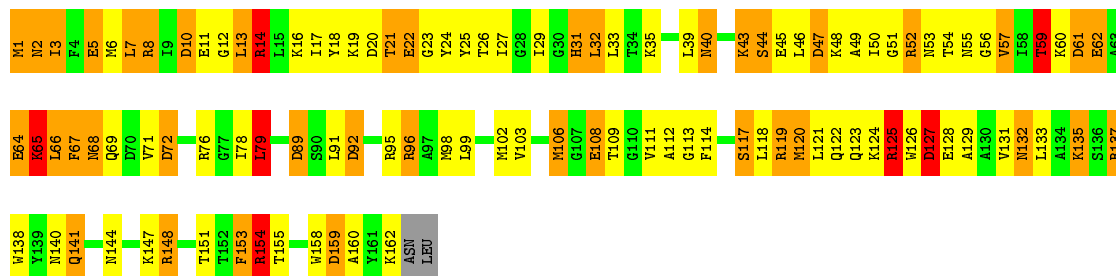 M1 N2 I3 F4 E5 M6 L7 R8 I9 D10 E11 G12 L13 R14 L15 K16 I17 Y18 K19 D20 T21 E22 G23 Y24 Y25 T26 I27 G28 I29 G30 H31 L32 L33 T34 K35 L39 N40 K43 S44 E45 L46 D47 K48 A49 I50 G51 R52 N53 T54 N55 G56 V57 I58 T59 K60 D61 E62 A63
E64 K65 L66 F67 N68 Q69 D70 V71 D72 R76 G77 I78 L79 D89 S90 L91 D92 R95 R96 A97 M98 L99 M102 V103 M106 G107 E108 T109 G110 V111 A112 G113 F114 S117 L118 R119 M120 L121 Q122 Q123 K124 R125 W126 D127 E128 A129 A130 V131 N132 L133 A134 K135 S136 R137
W138 Y139 N140 Q141 N144 K147 R148 T151 T152 F153 R154 T155 W158 D159 A160 Y161 K162 ASN LEU